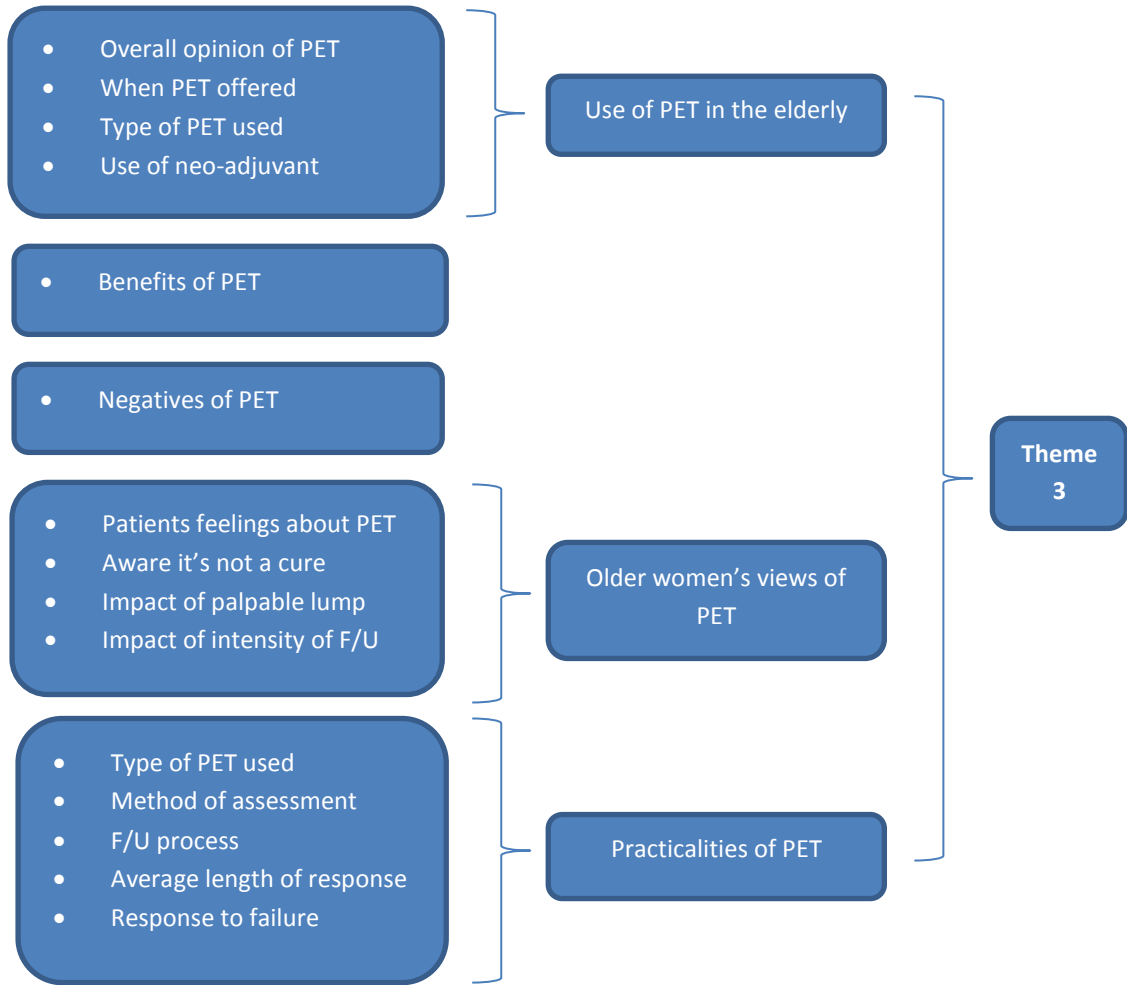 • Overall opinion of PET
• When PET offered
• Type of PET used
• Use of neo-adjuvant
Use of PET in the elderly
• Benefits of PET
• Negatives of PET
• Patients feelings about PET
• Aware it’s not a cure
• Impact of palpable lump
• Impact of intensity of F/U
Older women’s views of
PET
• Type of PET used
• Method of assessment
• F/U process
• Average length of response
• Response to failure
Practicalities of PET
Theme
3